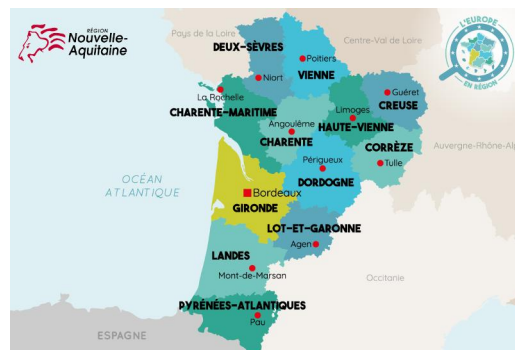 RÉGION
Nouvelle-
Aquitaine
Pays de la Loire
Centre-Val de Loire
L'EUROPE
EN RÉGION
DEUX-SÈVRES
Poitiers
VIENNE
Niort
La Rochelle
Guéret
CREUSE
CHARENTE-MARITIME
Limoges
Angoulême
HAUTE-VIENNE
CHARENTE
CORRÈZE
Auvergne-Rhône-Alp
Périgueux
Tulle
OCÉAN
ATLANTIQUE
DORDOGNE
Bordeaux
GIRONDE
LOT-ET-GARONNE
Agen
LANDES
Mont-de-Marsan
Occitanie
PYRÉNÉES-ATLANTIQUES
Pau
ESPAGNE